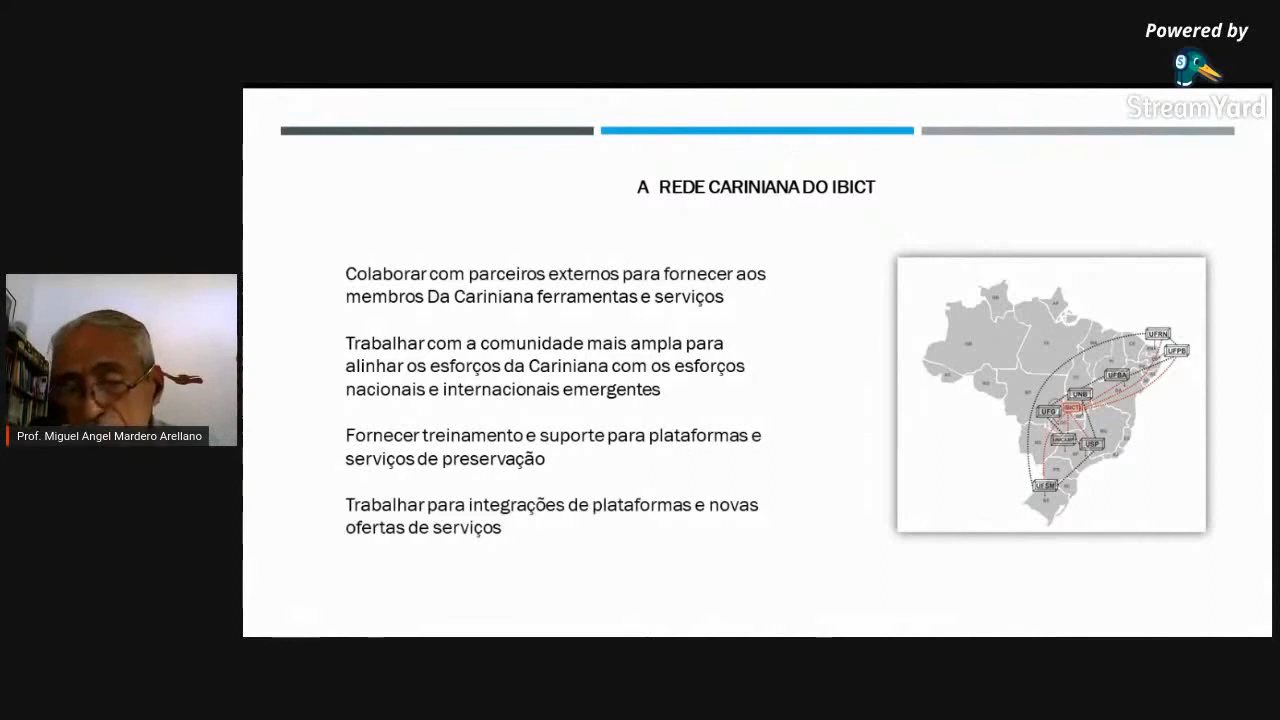 Powered by
StreamYard
A REDE CARINIANA DO IBICT
Colaborar com parceiros externos para fornecer aos
membros Da Cariniana ferramentas e serviços
Trabalhar com a comunidade mais ampla para
alinhar os esforços da Cariniana com os esforços
nacionais e internacionais emergentes
Fornecer treinamento e suporte para plataformas e
serviços de preservação
Trabalhar para integrações de plataformas e novas
ofertas de serviços
UFRN
UFPB
UFBA
UNB
UFG
IBICT
UNICAMP
USP
UFSM
Prof. Miguel Angel Mardero Arellano